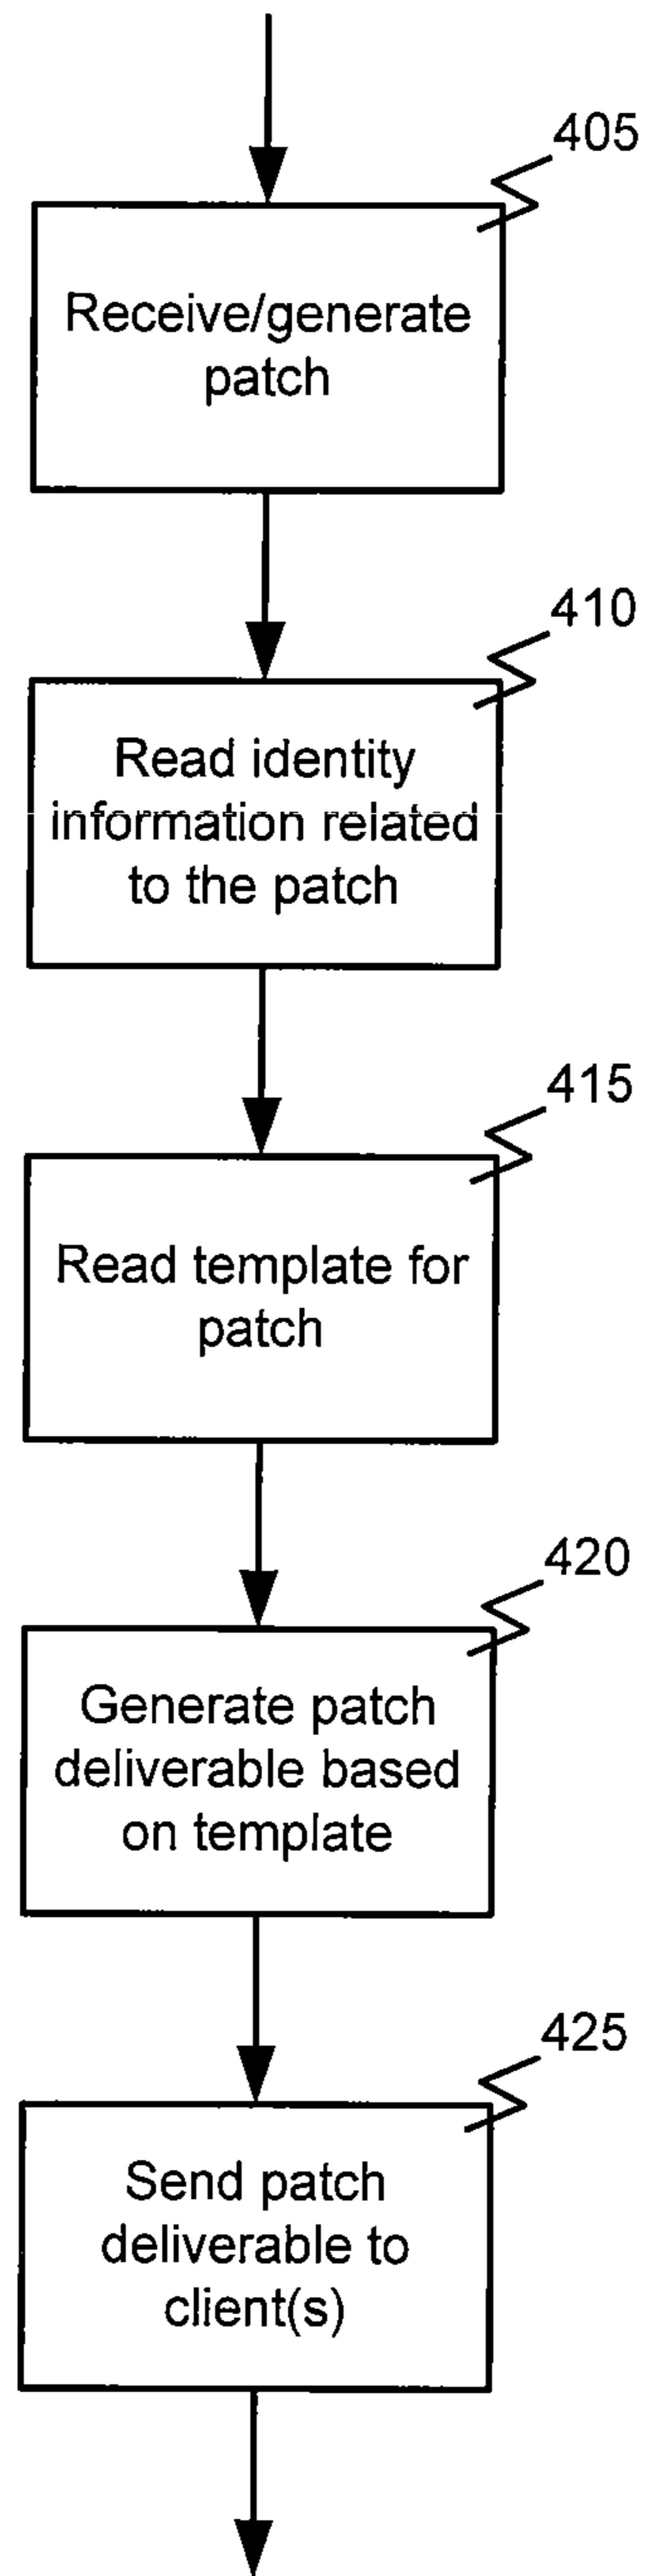 405
Receive/generate
patch
410
Read identity
information related
to the patch
415
Read template for
patch
420
Generate patch
deliverable based
on template
425
Send patch
deliverable to
client(s)